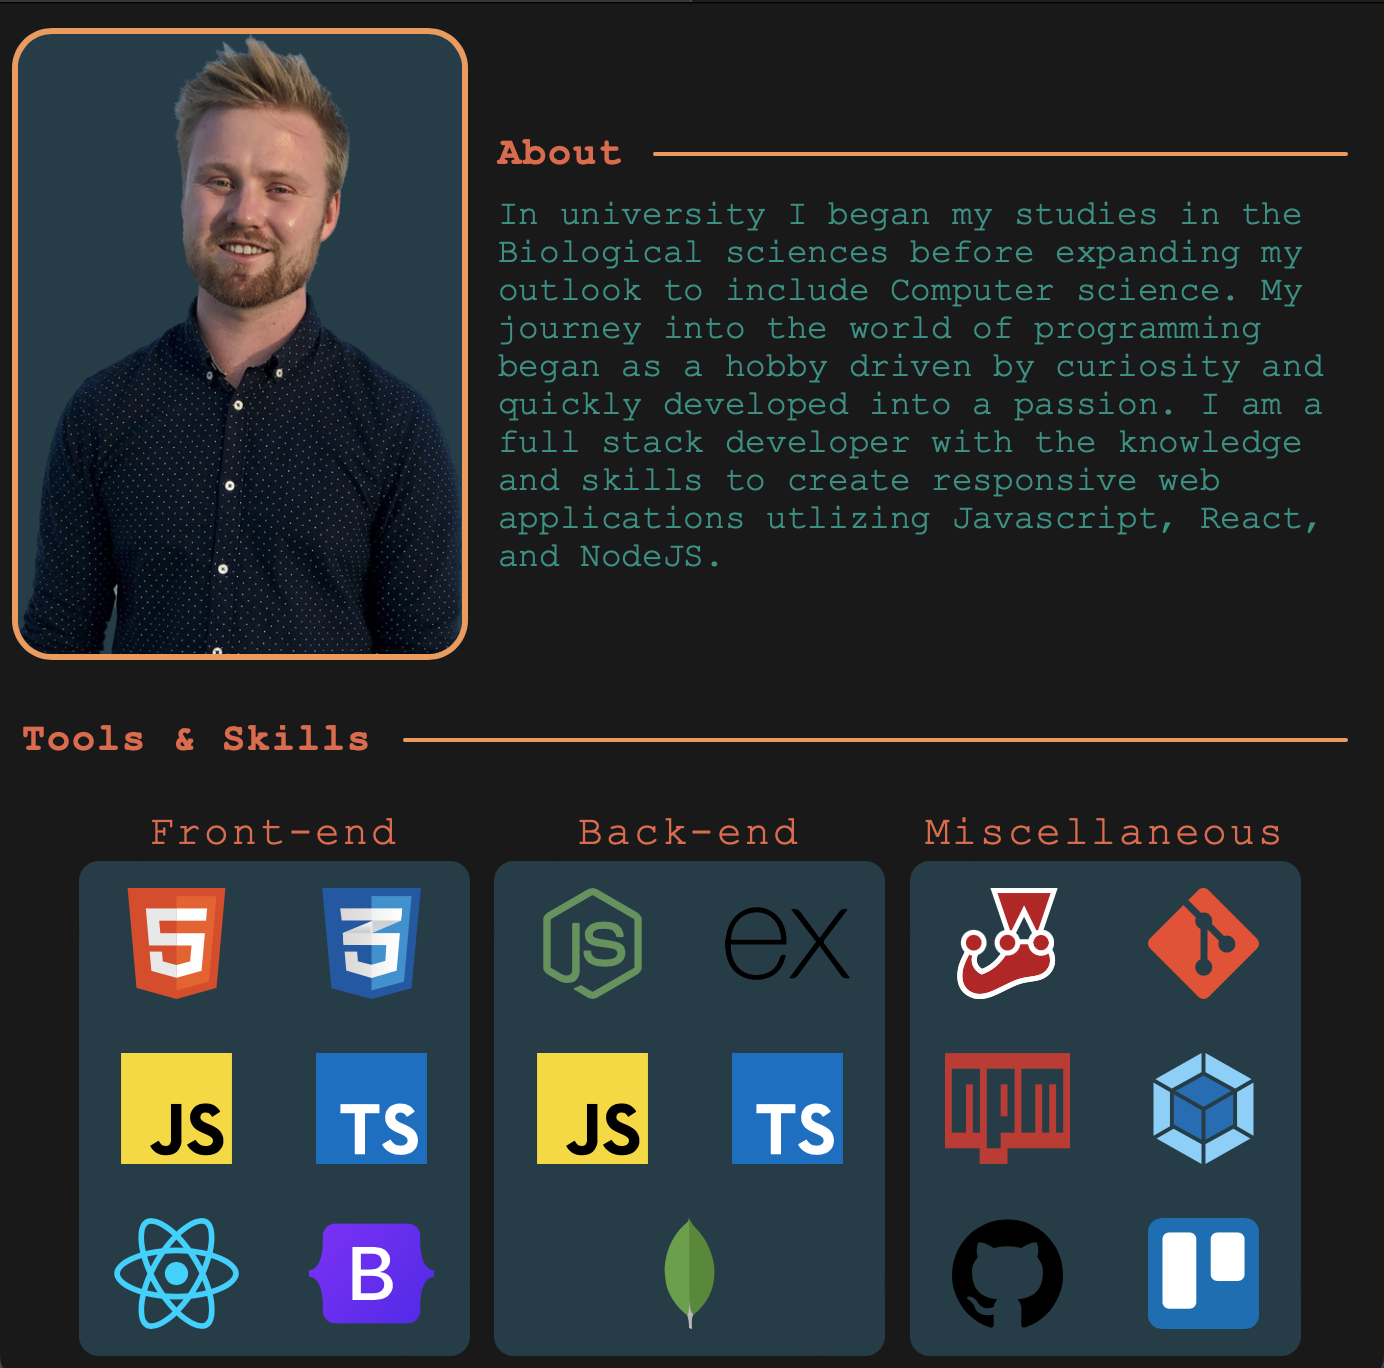 About
In university I began my studies in the
Biological sciences before expanding my
outlook to include Computer science. My
journey into the world of programming
began as a hobby driven by curiosity and
quickly developed into a passion. I am a
full stack developer with the knowledge
and skills to create responsive web
applications utlizing Javascript, React,
and NodeJS.
Tools & Skills
Front-end
Back-end
Miscellaneous
5
3
JS
ex
JS
TS
JS
TS
npm
B